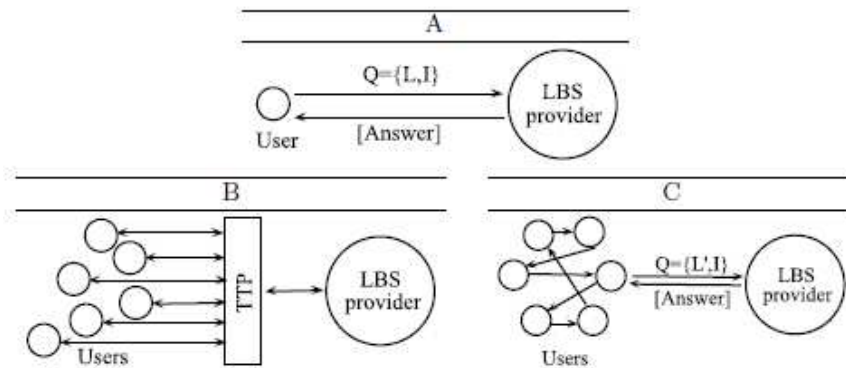 A
Q={L,I}
LBS
provider
User
[Answer]
B
C
TTP
LBS
provider
Users
Q={L',I}
[Answer]
LBS
provider
Users